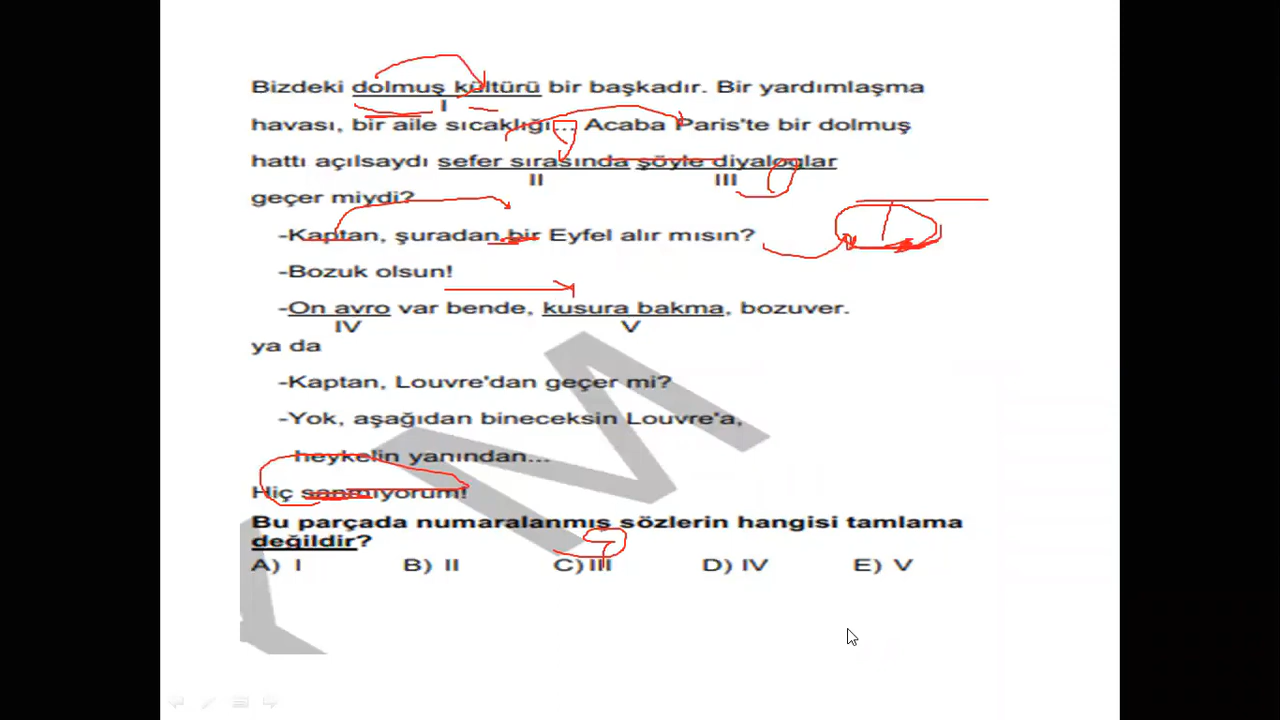 Bizdeki dolmuş kültürü bir başkadır. Bir yardımlaşma
I
havası, bir aile sıcaklığı... Acaba Paris'te bir dolmuş
hattı açılsaydı sefer sırasında şöyle diyaloglar
II III
geçer miydi?
-Kaptan, şuradan bir Eyfel alır mısın?
-Bozuk olsun!
-On avro var bende, kusura bakma, bozuver.
IV V
ya da
-Kaptan, Louvre'dan geçer mi?
-Yok, aşağıdan bineceksin Louvre'a,
heykelin yanından...
Hiç sanmıyorum!
Bu parçada numaralanmış sözlerin hangisi tamlama
değildir?
A) I B) II C) III D) IV E) V